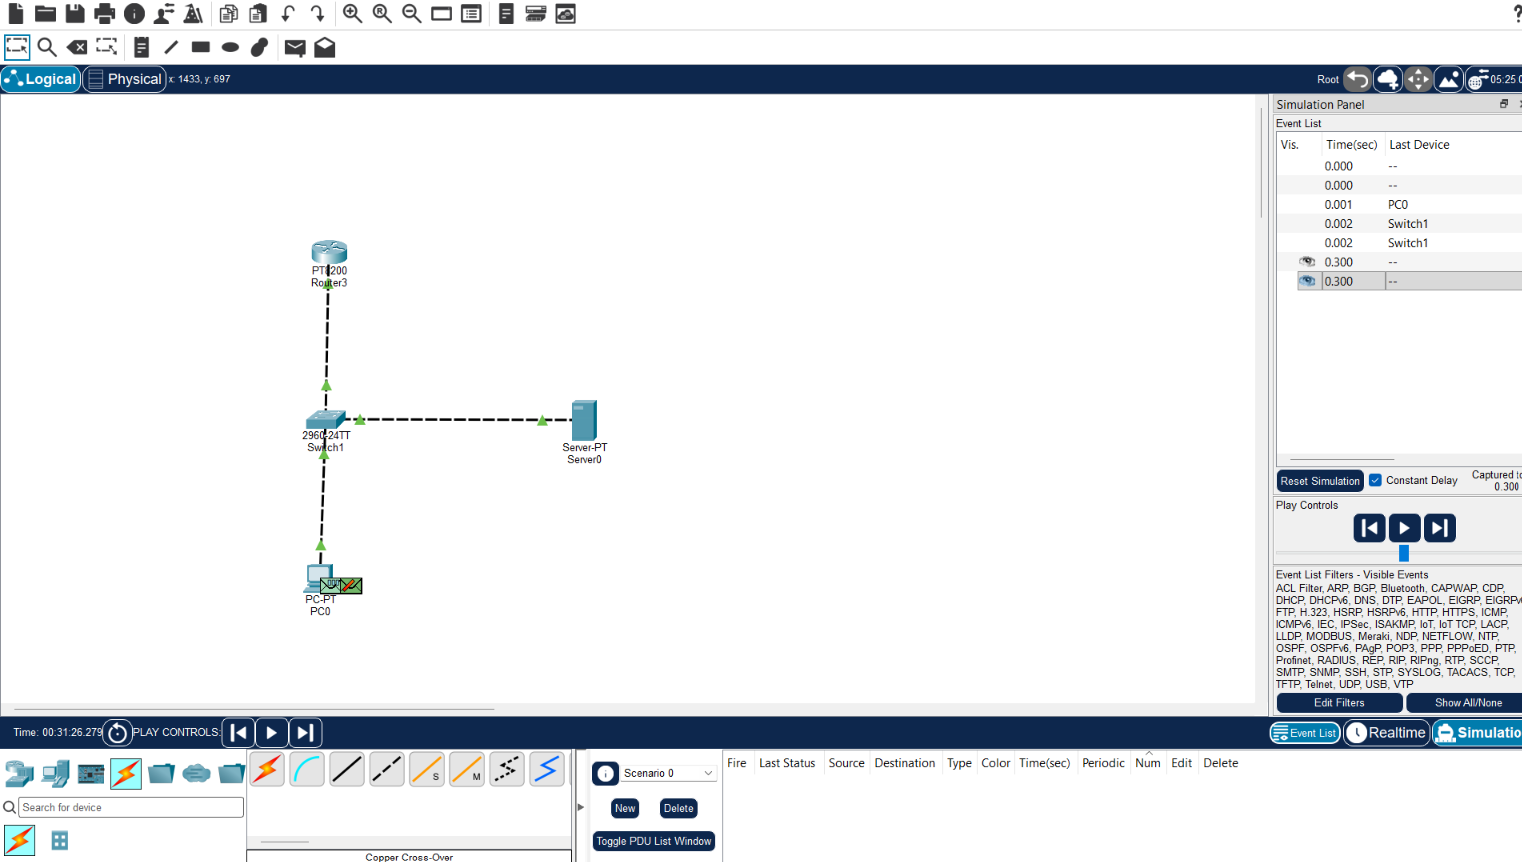 ?
Logical
Physical
x: 1433, y: 697
Root
05:25
Simulation Panel
Event List
Vis. Time(sec) Last Device
0.000 --
0.000 --
0.001 PC0
0.002 Switch1
0.002 Switch1
0.300 --
0.300 --
PT8200
Router3
2960-24TT
Switch1
Server-PT
Server0
PC-PT
PC0
Reset Simulation Constant Delay Captured to
0.300
Play Controls
Event List Filters - Visible Events
ACL Filter, ARP, BGP, Bluetooth, CAPWAP, CDP,
DHCP, DHCPv6, DNS, DTP, EAPOL, EIGRP, EIGRPv
FTP, H.323, HSRP, HSRPv6, HTTP, HTTPS, ICMP,
ICMPv6, IEC, IPSec, ISAKMP, IoT, IoT TCP, LACP,
LLDP, MODBUS, Meraki, NDP, NETFLOW, NTP,
OSPF, OSPFv6, PAgP, POP3, PPP, PPPoED, PTP,
Profinet, RADIUS, REP, RIP, RIPng, RTP, SCCP,
SMTP, SNMP, SSH, STP, SYSLOG, TACACS, TCP,
TFTP, Telnet, UDP, USB, VTP
Edit Filters Show All/None
Time: 00:31:26.279 PLAY CONTROLS:
Event List Realtime Simulatio
S
M
Scenario 0
Fire Last Status Source Destination Type Color Time(sec) Periodic Num Edit Delete
Search for device
New Delete
Toggle PDU List Window
Copper Cross-Over